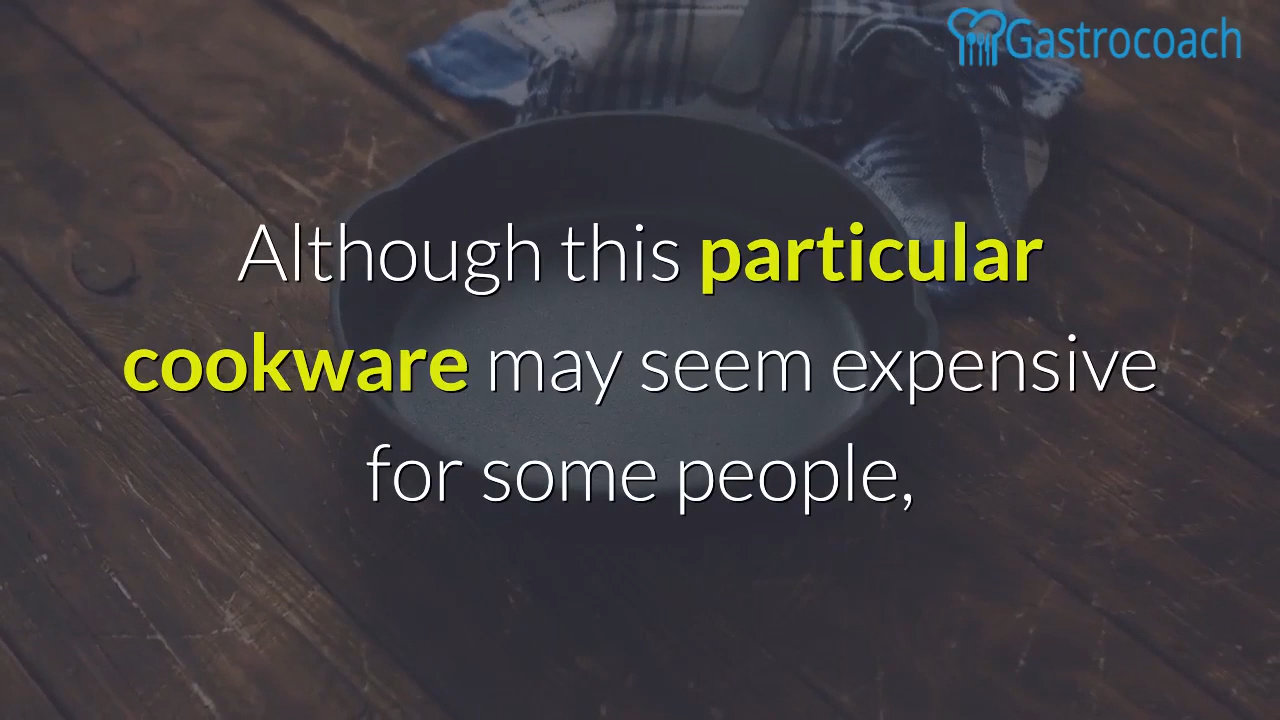 Gastrocoach
Although this particular
cookware may seem expensive
for some people,